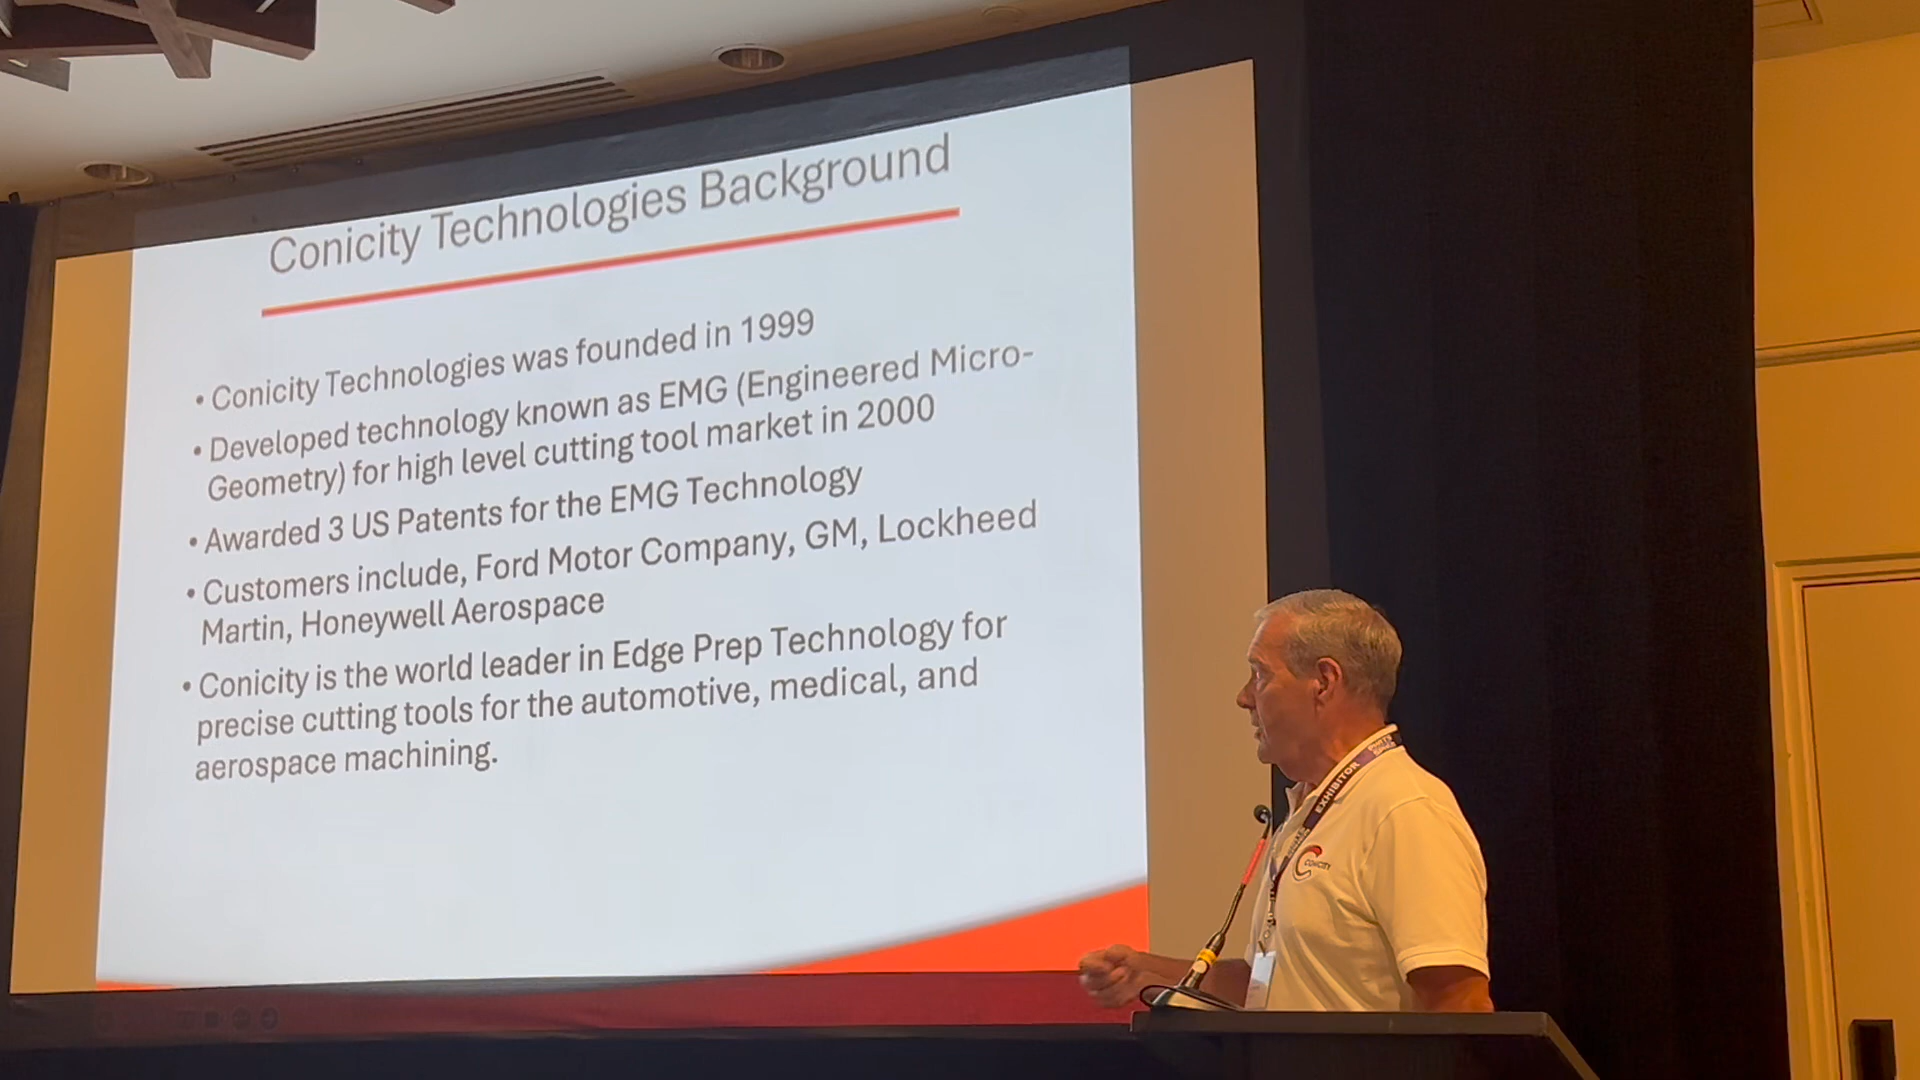 Conicity Technologies Background
• Conicity Technologies was founded in 1999
• Developed technology known as EMG (Engineered Micro-
Geometry) for high level cutting tool market in 2000
• Awarded 3 US Patents for the EMG Technology
• Customers include, Ford Motor Company, GM, Lockheed
Martin, Honeywell Aerospace
• Conicity is the world leader in Edge Prep Technology for
precise cutting tools for the automotive, medical, and
aerospace machining.
EXHIBITOR
CONICITY